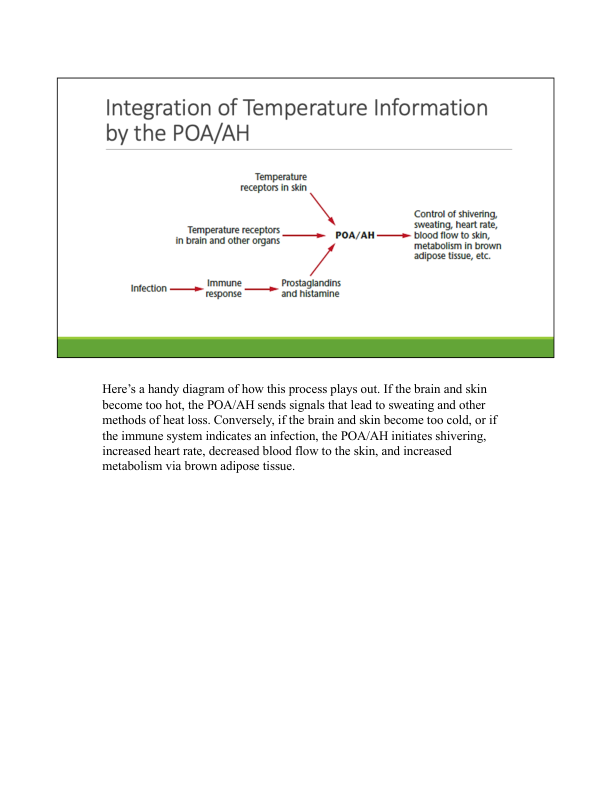 Integration of Temperature Information
by the POA/AH
Temperature
receptors in skin
Temperature receptors
in brain and other organs
POA/AH
Control of shivering,
sweating, heart rate,
blood flow to skin,
metabolism in brown
adipose tissue, etc.
Infection
Immune
response
Prostaglandins
and histamine
Here’s a handy diagram of how this process plays out. If the brain and skin
become too hot, the POA/AH sends signals that lead to sweating and other
methods of heat loss. Conversely, if the brain and skin become too cold, or if
the immune system indicates an infection, the POA/AH initiates shivering,
increased heart rate, decreased blood flow to the skin, and increased
metabolism via brown adipose tissue.